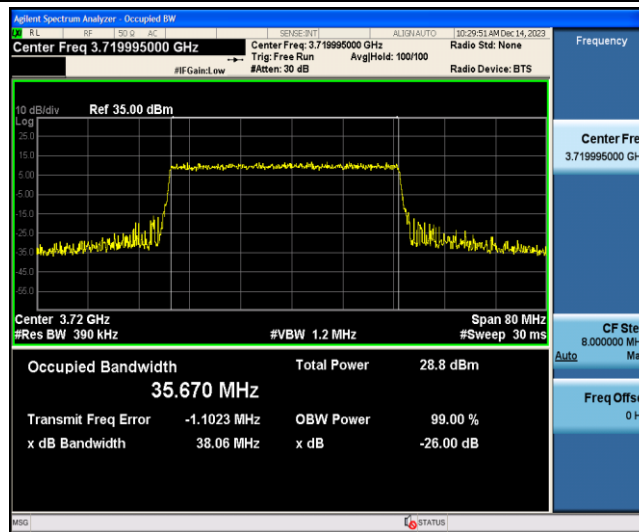 Agilent Spectrum Analyzer - Occupied BW
RL RF 50 Ω AC SENSE:INT ALIGN AUTO 10:29:51 AM Dec 14, 2023
Center Freq 3.719995000 GHz Center Freq: 3.719995000 GHz Radio Std: None
Trig: Free Run Avg|Hold: 100/100
#IFGain:Low #Atten: 30 dB Radio Device: BTS
Frequency
10 dB/div Ref 35.00 dBm
Log
25.0
15.0
5.00
-5.00
-15.0
-25.0
-35.0
-45.0
-55.0
Center 3.72 GHz Span 80 MHz
#Res BW 390 kHz #VBW 1.2 MHz #Sweep 30 ms
Occupied Bandwidth Total Power 28.8 dBm
35.670 MHz
Transmit Freq Error -1.1023 MHz OBW Power 99.00 %
x dB Bandwidth 38.06 MHz x dB -26.00 dB
Center Fre
3.719995000 GH
CF Ste
8.000000 MH
Auto Ma
Freq Offse
0 H
MSG STATUS